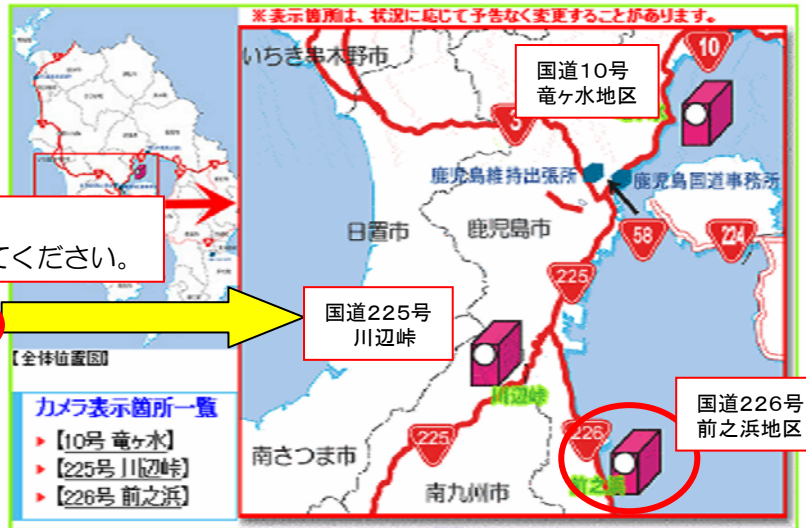 ※表示箇所は、状況に応じて予告なく変更することがあります。
いちき串木野市
国道10号
竜ヶ水地区
10
3
鹿児島維持出張所
鹿児島国道事務所
日置市
鹿児島市
58
224
てください。
225
国道225号
川辺峠
【全体位置図】
川辺峠
カメラ表示箇所一覧
【10号 竜ヶ水】
【225号 川辺峠】
【226号 前之浜】
国道226号
前之浜地区
225
226
南さつま市
前之浜
南九州市